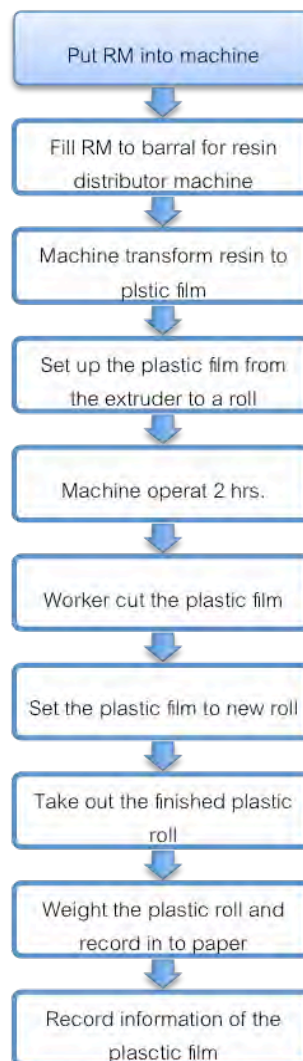 Put RM into machine
Fill RM to barral for resin
distributor machine
Machine transform resin to
plstic film
Set up the plastic film from
the extruder to a roll
Machine operat 2 hrs.
Worker cut the plastic film
Set the plastic film to new roll
Take out the finished plastic
roll
Weight the plastic roll and
record in to paper
Record information of the
plasctic film